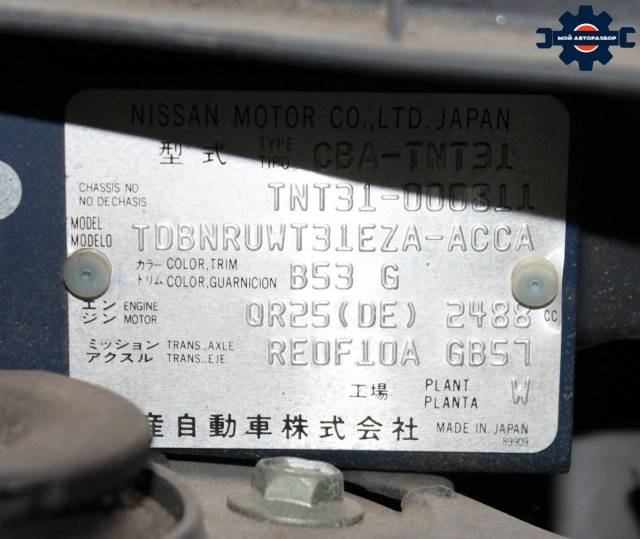 МОЙ АВТОРАЗБОР
NISSAN MOTOR CO.,LTD. JAPAN
型式 TYPE TIPO CBA-TNT31
CHASSIS NO
NO DE CHASIS TNT31-000311
MODEL
MODELO TDBNRUWT31EZA-ACCA
カラー COLOR, TRIM
トリム COLOR, GUARNICION B53 G
エンジン ENGINE MOTOR QR25(DE) 2488 CC
ミッション TRANS., AXLE
アクスル TRANS., EJE RE0F10A GB57
工場 PLANT
PLANTA W
産自動車株式会社 MADE IN JAPAN
89909